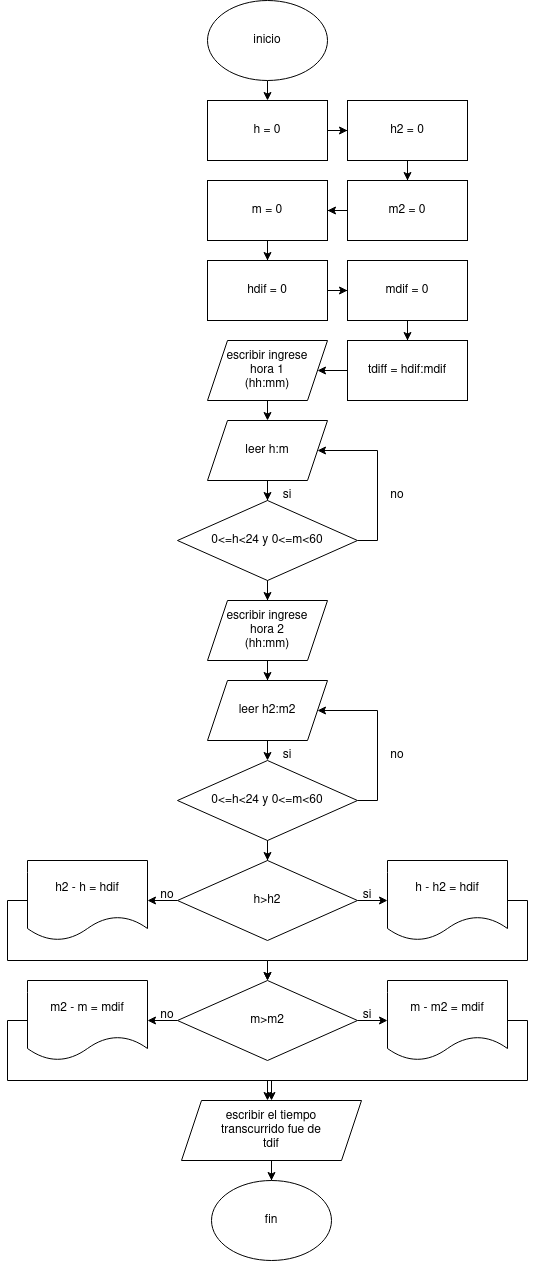 inicio
h = 0
h2 = 0
m = 0
m2 = 0
hdif = 0
mdif = 0
escribir ingrese
hora 1
(hh:mm)
tdiff = hdif:mdif
leer h:m
si
no
0<=h<24 y 0<=m<60
escribir ingrese
hora 2
(hh:mm)
leer h2:m2
si
no
0<=h<24 y 0<=m<60
h2 - h = hdif
no
h>h2
si
h - h2 = hdif
m2 - m = mdif
no
m>m2
si
m - m2 = mdif
escribir el tiempo
transcurrido fue de
tdif
fin